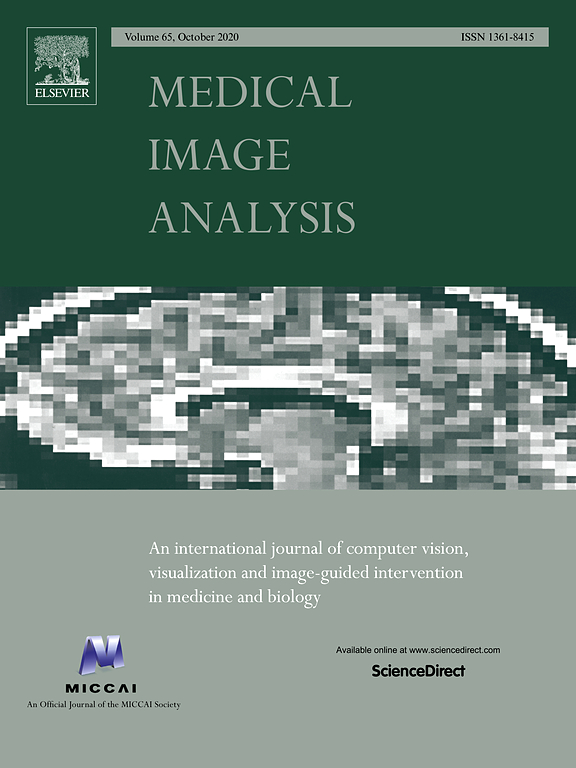 Volume 65, October 2020
ISSN 1361-8415
ELSEVIER
MEDICAL
IMAGE
ANALYSIS
An international journal of computer vision,
visualization and image-guided intervention
in medicine and biology
Available online at www.sciencedirect.com
ScienceDirect
MICCAI
An Official Journal of the MICCAI Society